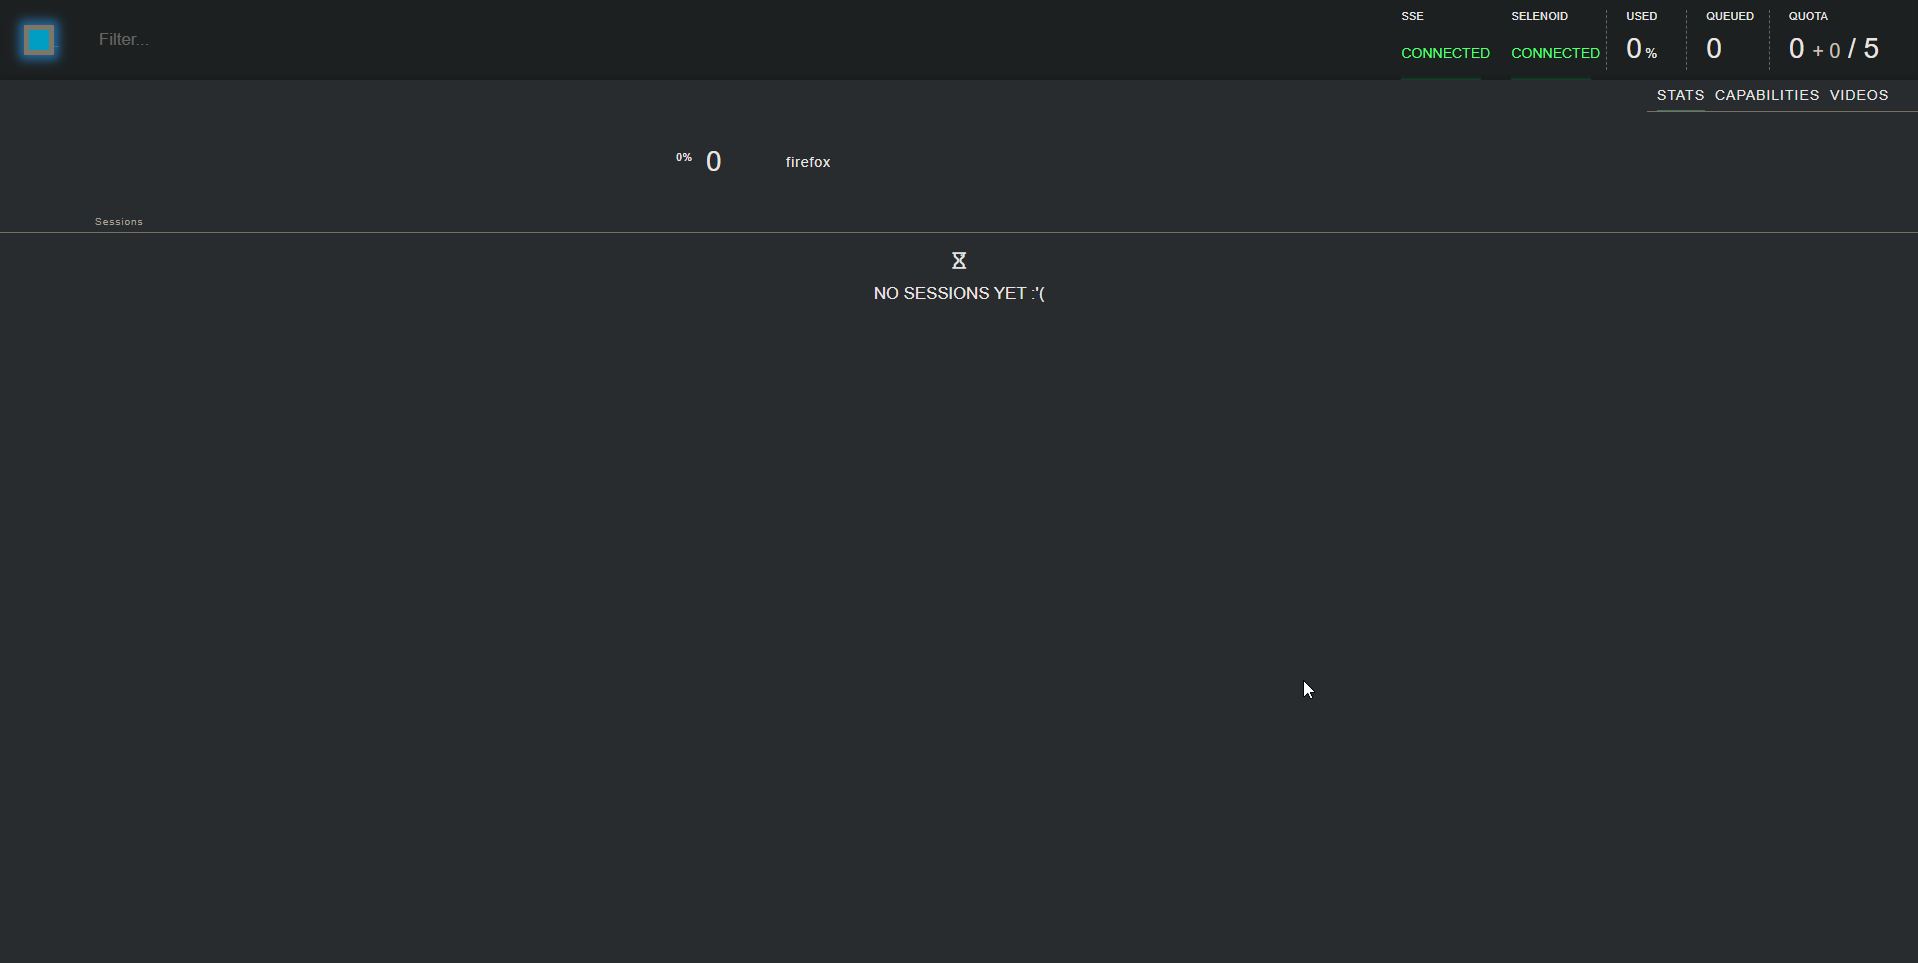 Filter...
SSE
CONNECTED
SELENOID
CONNECTED
USED
0 %
QUEUED
0
QUOTA
0 + 0 / 5
STATS CAPABILITIES VIDEOS
0% 0 firefox
Sessions
NO SESSIONS YET :'(